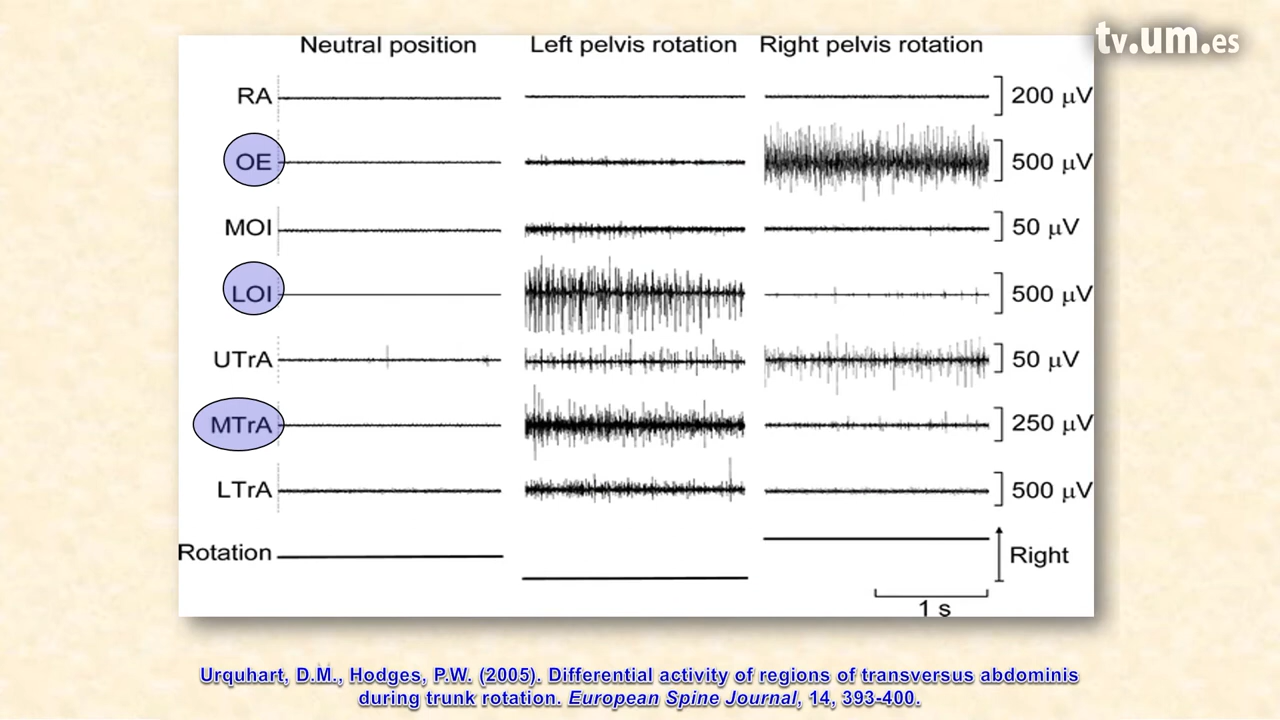 tv.um.es
Neutral position Left pelvis rotation Right pelvis rotation
RA 200 μV
OE 500 μV
MOI 50 μV
LOI 500 μV
UTrA 50 μV
MTrA 250 μV
LTrA 500 μV
Rotation Right
1 s
Urquhart, D.M., Hodges, P.W. (2005). Differential activity of regions of transversus abdominis
during trunk rotation. European Spine Journal, 14, 393-400.